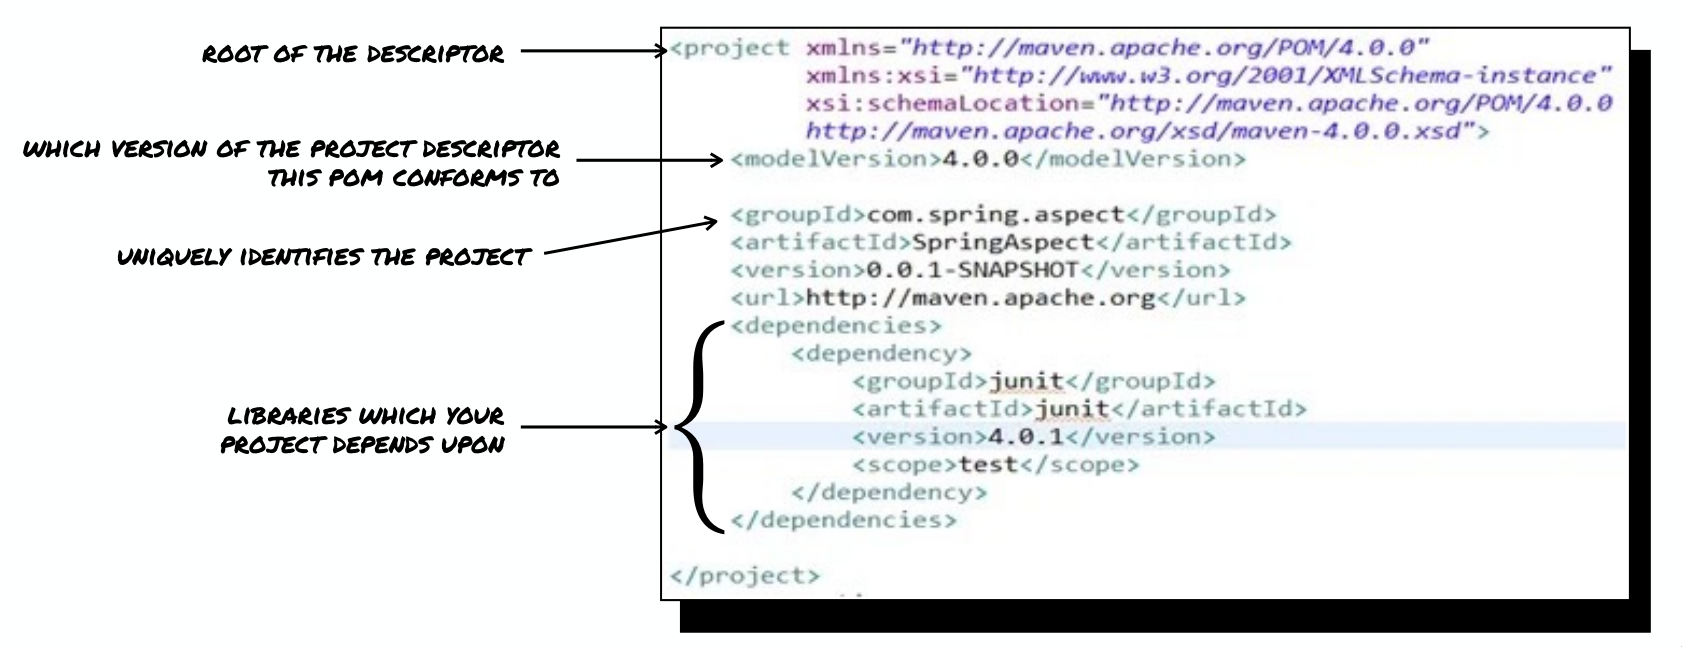 ROOT OF THE DESCRIPTOR
WHICH VERSION OF THE PROJECT DESCRIPTOR
THIS POM CONFORMS TO
UNIQUELY IDENTIFIES THE PROJECT
LIBRARIES WHICH YOUR
PROJECT DEPENDS UPON
<project xmlns="http://maven.apache.org/POM/4.0.0"
xmlns:xsi="http://www.w3.org/2001/XMLSchema-instance"
xsi:schemaLocation="http://maven.apache.org/POM/4.0.0
http://maven.apache.org/xsd/maven-4.0.0.xsd">
<modelVersion>4.0.0</modelVersion>
<groupId>com.spring.aspect</groupId>
<artifactId>SpringAspect</artifactId>
<version>0.0.1-SNAPSHOT</version>
<url>http://maven.apache.org</url>
<dependencies>
<dependency>
<groupId>junit</groupId>
<artifactId>junit</artifactId>
<version>4.0.1</version>
<scope>test</scope>
</dependency>
</dependencies>
</project>